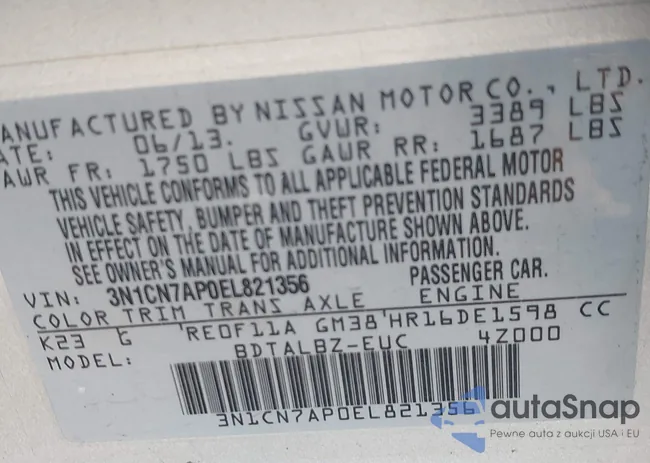 MANUFACTURED BY NISSAN MOTOR CO., LTD.
DATE: 06/13. GVWR: 3389 LBS
GAWR FR: 1750 LBS GAWR RR: 1687 LBS
THIS VEHICLE CONFORMS TO ALL APPLICABLE FEDERAL MOTOR
VEHICLE SAFETY, BUMPER AND THEFT PREVENTION STANDARDS
IN EFFECT ON THE DATE OF MANUFACTURE SHOWN ABOVE.
SEE OWNER'S MANUAL FOR ADDITIONAL INFORMATION.
VIN: 3N1CN7AP0EL821356 PASSENGER CAR.
COLOR TRIM TRANS AXLE ENGINE
K23 G 'RE0F11A GM38'HR16DE1598 CC
MODEL: BDTALBZ-EUC 4Z000
3N1CN7AP0EL821356
autaSnap
Pewne auta z aukcji USA i EU